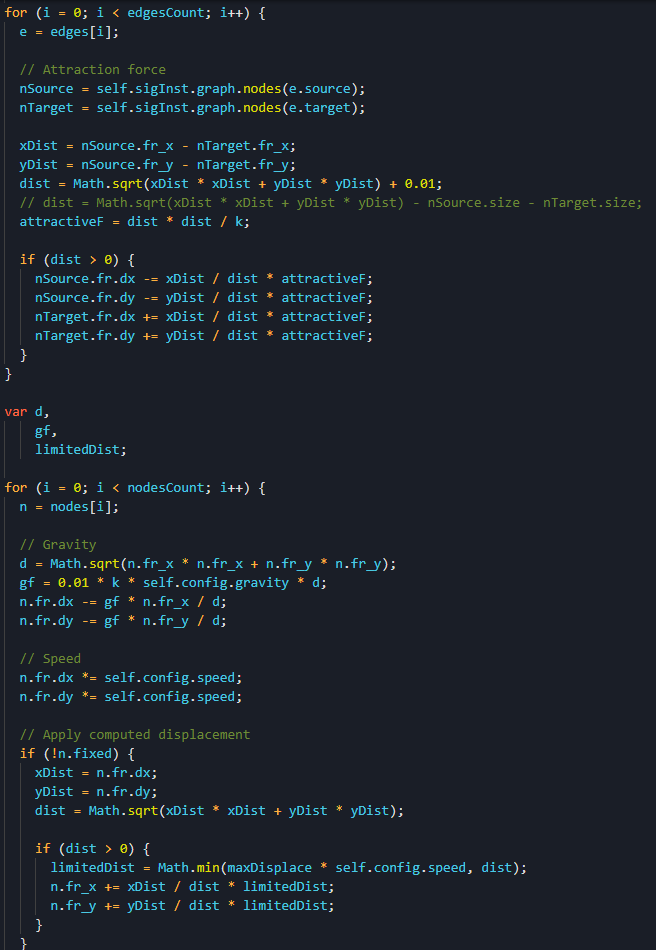 for (i = 0; i < edgesCount; i++) {
  e = edges[i];

  // Attraction force
  nSource = self.sigInst.graph.nodes(e.source);
  nTarget = self.sigInst.graph.nodes(e.target);

  xDist = nSource.fr_x - nTarget.fr_x;
  yDist = nSource.fr_y - nTarget.fr_y;
  dist = Math.sqrt(xDist * xDist + yDist * yDist) + 0.01;
  // dist = Math.sqrt(xDist * xDist + yDist * yDist) - nSource.size - nTarget.size;
  attractiveF = dist * dist / k;

  if (dist > 0) {
    nSource.fr.dx -= xDist / dist * attractiveF;
    nSource.fr.dy -= yDist / dist * attractiveF;
    nTarget.fr.dx += xDist / dist * attractiveF;
    nTarget.fr.dy += yDist / dist * attractiveF;
  }
}

var d,
    gf,
    limitedDist;

for (i = 0; i < nodesCount; i++) {
  n = nodes[i];

  // Gravity
  d = Math.sqrt(n.fr_x * n.fr_x + n.fr_y * n.fr_y);
  gf = 0.01 * k * self.config.gravity * d;
  n.fr.dx -= gf * n.fr_x / d;
  n.fr.dy -= gf * n.fr_y / d;

  // Speed
  n.fr.dx *= self.config.speed;
  n.fr.dy *= self.config.speed;

  // Apply computed displacement
  if (!n.fixed) {
    xDist = n.fr.dx;
    yDist = n.fr.dy;
    dist = Math.sqrt(xDist * xDist + yDist * yDist);

    if (dist > 0) {
      limitedDist = Math.min(maxDisplace * self.config.speed, dist);
      n.fr_x += xDist / dist * limitedDist;
      n.fr_y += yDist / dist * limitedDist;
    }
  }